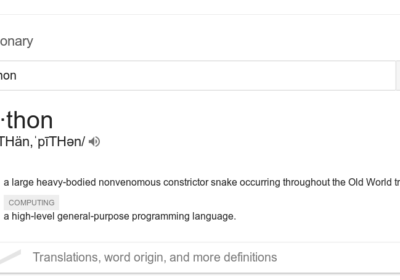 onary
hon
·thon
THän,ˈpīTHən/
a large heavy-bodied nonvenomous constrictor snake occurring throughout the Old World tr
COMPUTING
a high-level general-purpose programming language.
Translations, word origin, and more definitions